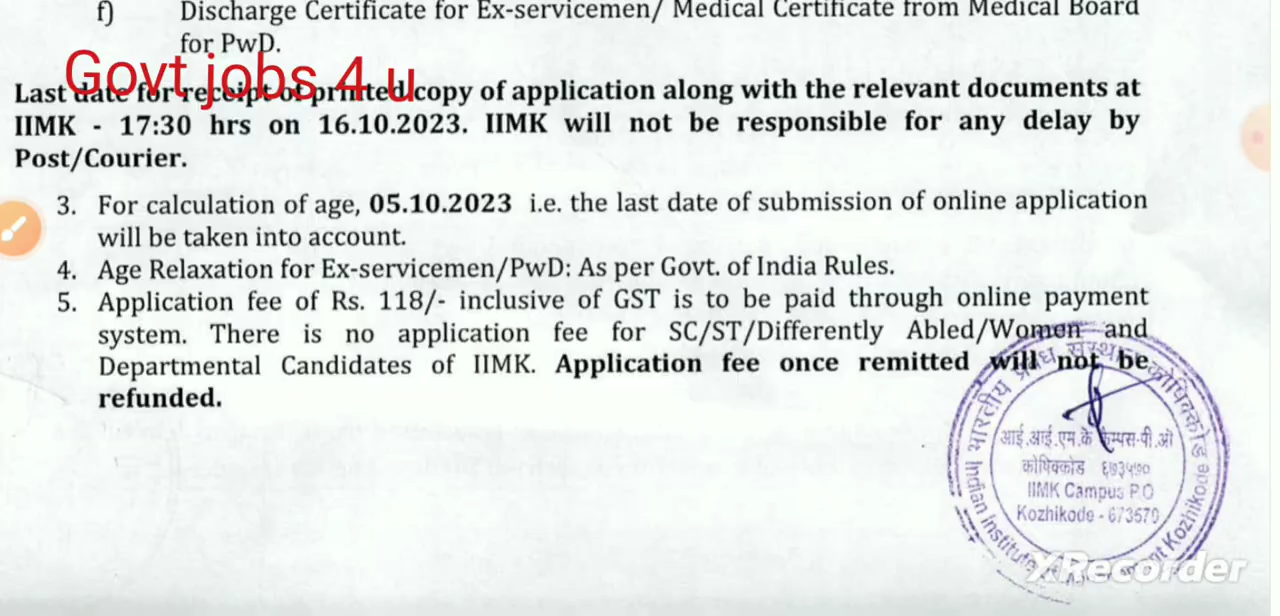 f) Discharge Certificate for Ex-servicemen/ Medical Certificate from Medical Board
for PwD.
Govt jobs 4 u
Last date for receipt of printed copy of application along with the relevant documents at
IIMK - 17:30 hrs on 16.10.2023. IIMK will not be responsible for any delay by
Post/Courier.
3. For calculation of age, 05.10.2023 i.e. the last date of submission of online application
will be taken into account.
4. Age Relaxation for Ex-servicemen/PwD: As per Govt. of India Rules.
5. Application fee of Rs. 118/- inclusive of GST is to be paid through online payment
system. There is no application fee for SC/ST/Differently Abled/Women and
Departmental Candidates of IIMK. Application fee once remitted will not be
refunded.
भारतीय प्रबंध संस्थान कोषिक्कोड
आई.आई.एम.के कैम्पस-पी.ओ
कोषिक्कोड ६७३५७०
IIMK Campus P.O
Kozhikode - 673570
Indian Institute Kozhikode
XRecorder